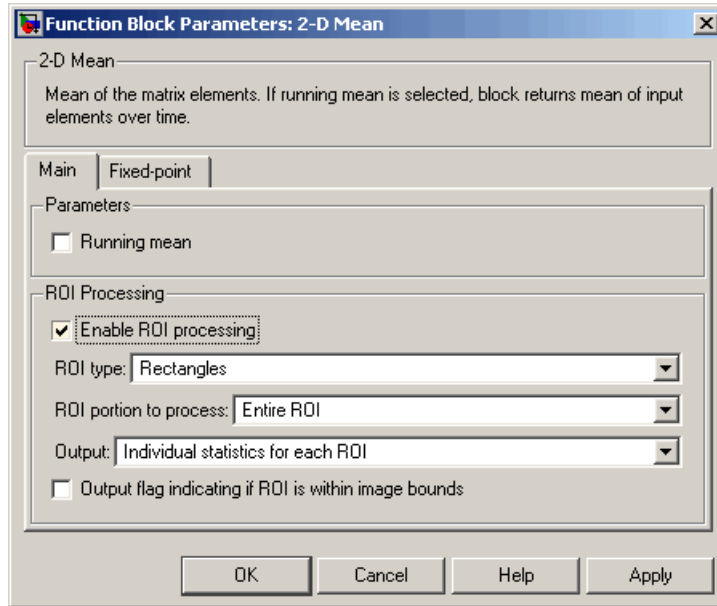 Function Block Parameters: 2-D Mean
2-D Mean
Mean of the matrix elements. If running mean is selected, block returns mean of input
elements over time.
Main Fixed-point
Parameters
Running mean
ROI Processing
Enable ROI processing
ROI type: Rectangles
ROI portion to process: Entire ROI
Output: Individual statistics for each ROI
Output flag indicating if ROI is within image bounds
OK Cancel Help Apply